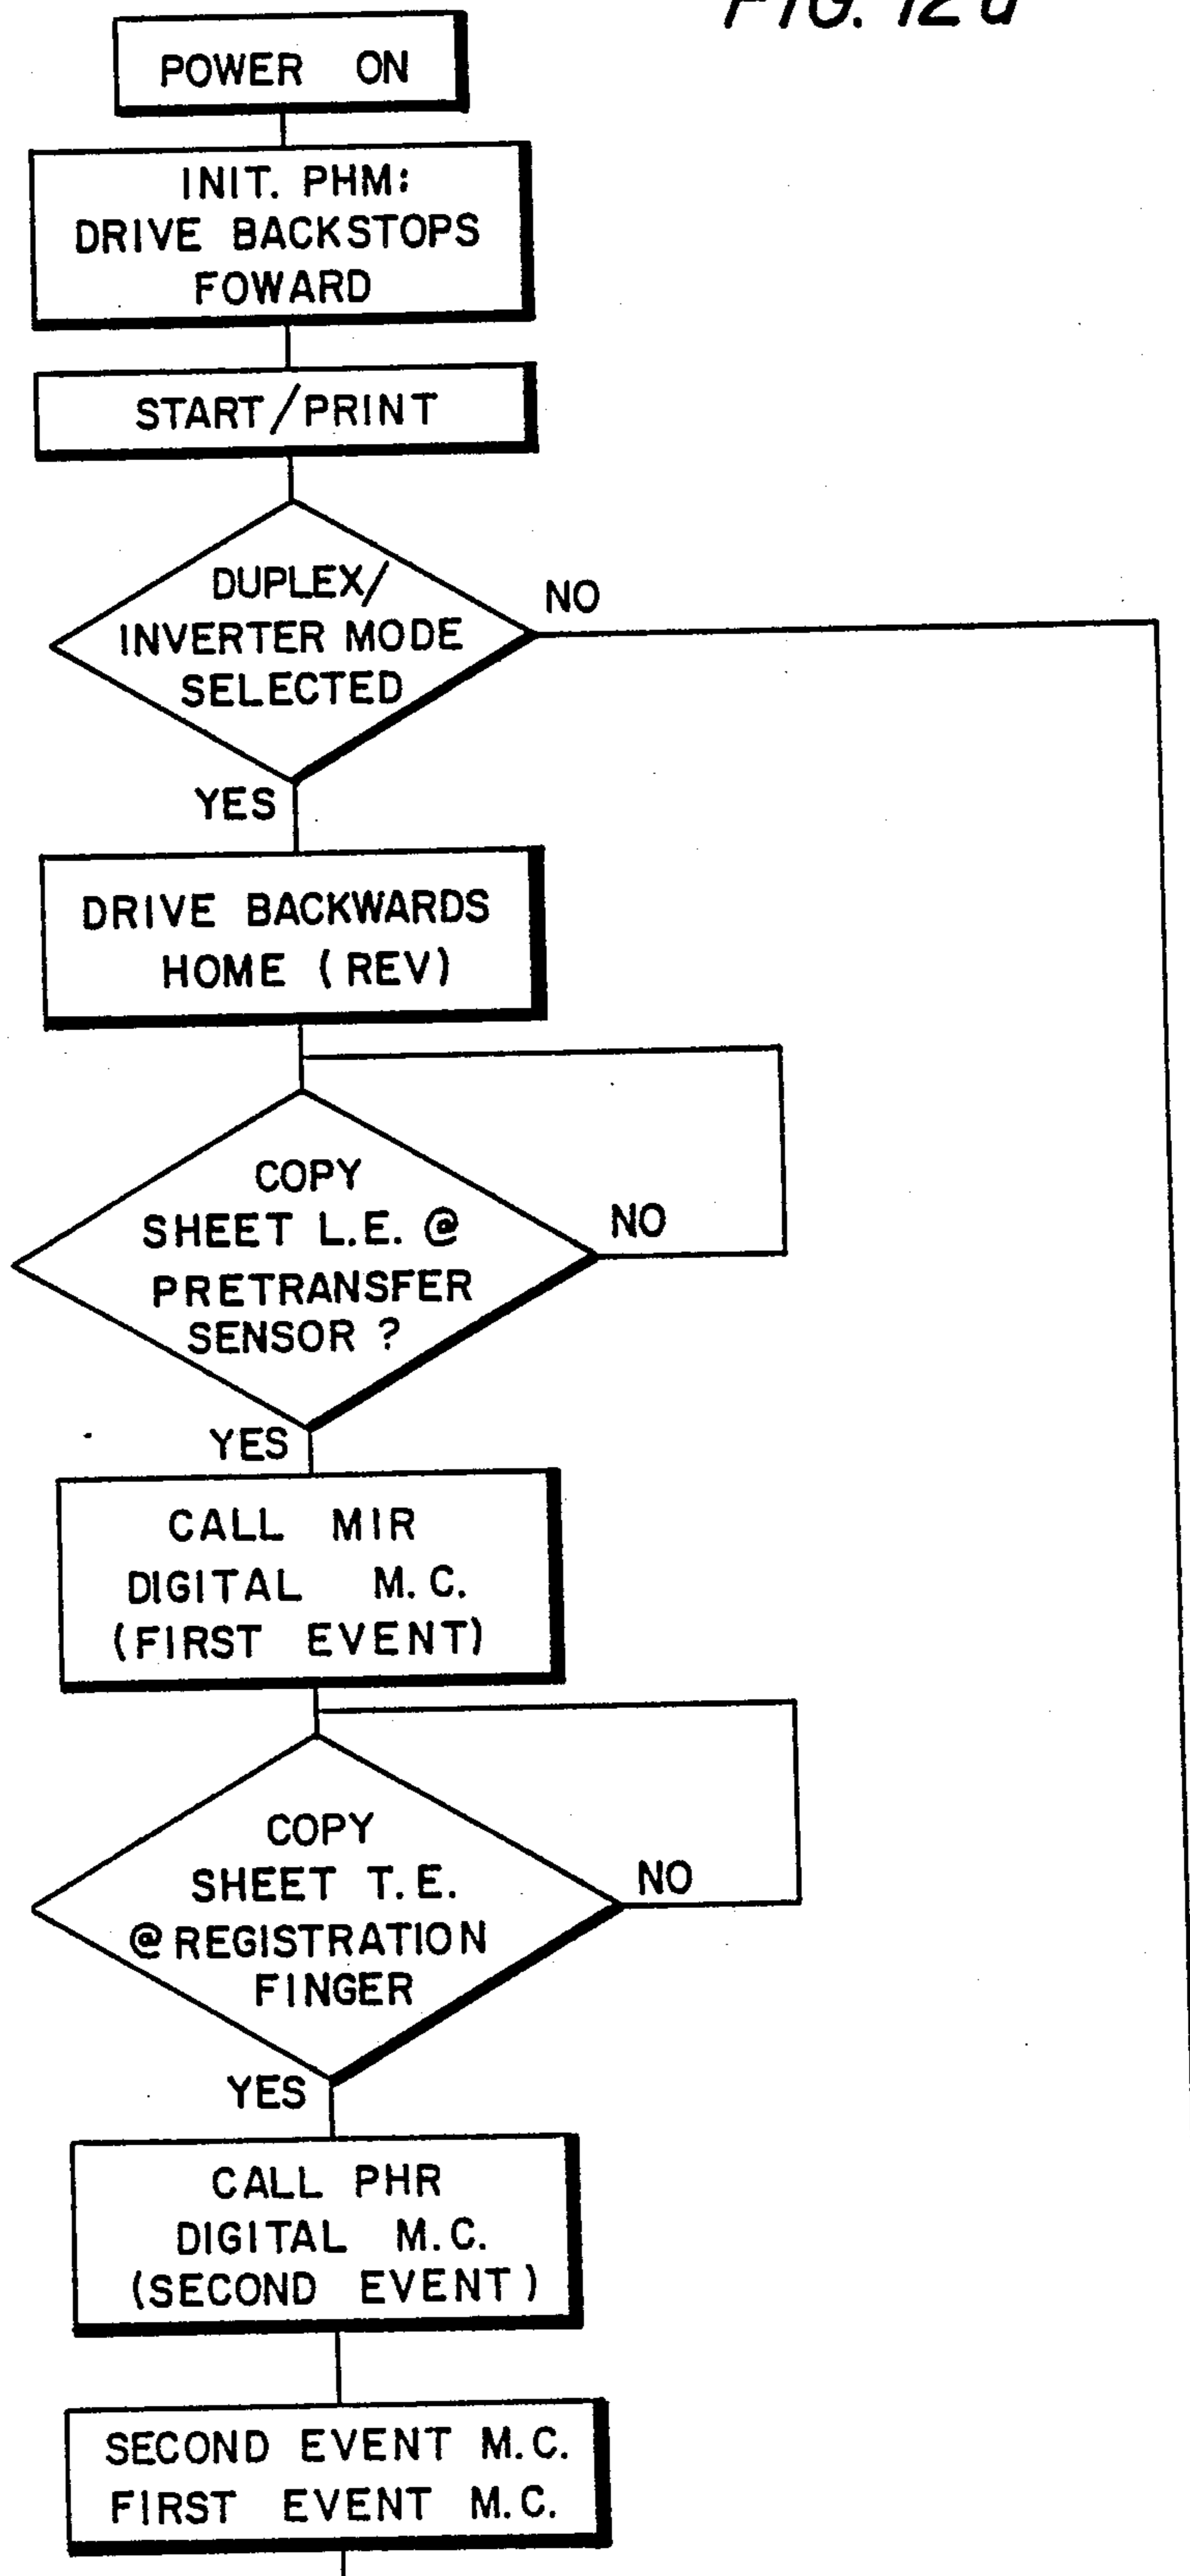 FIG. 12a
POWER ON
INIT. PHM:
DRIVE BACKSTOPS
FOWARD
START/PRINT
DUPLEX/
INVERTER MODE
SELECTED
NO
YES
DRIVE BACKWARDS
HOME (REV)
COPY
SHEET L.E. @
PRETRANSFER
SENSOR ?
NO
YES
CALL MIR
DIGITAL M.C.
(FIRST EVENT)
COPY
SHEET T.E.
@ REGISTRATION
FINGER
NO
YES
CALL PHR
DIGITAL M.C.
(SECOND EVENT)
SECOND EVENT M.C.
FIRST EVENT M.C.